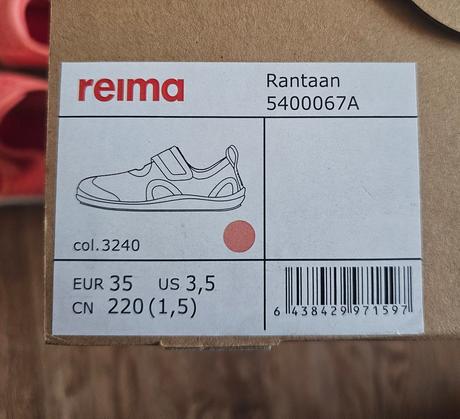 reima
Rantaan
5400067A
col.3240
EUR 35 US 3,5
CN 220 (1,5)
6 438429 971597